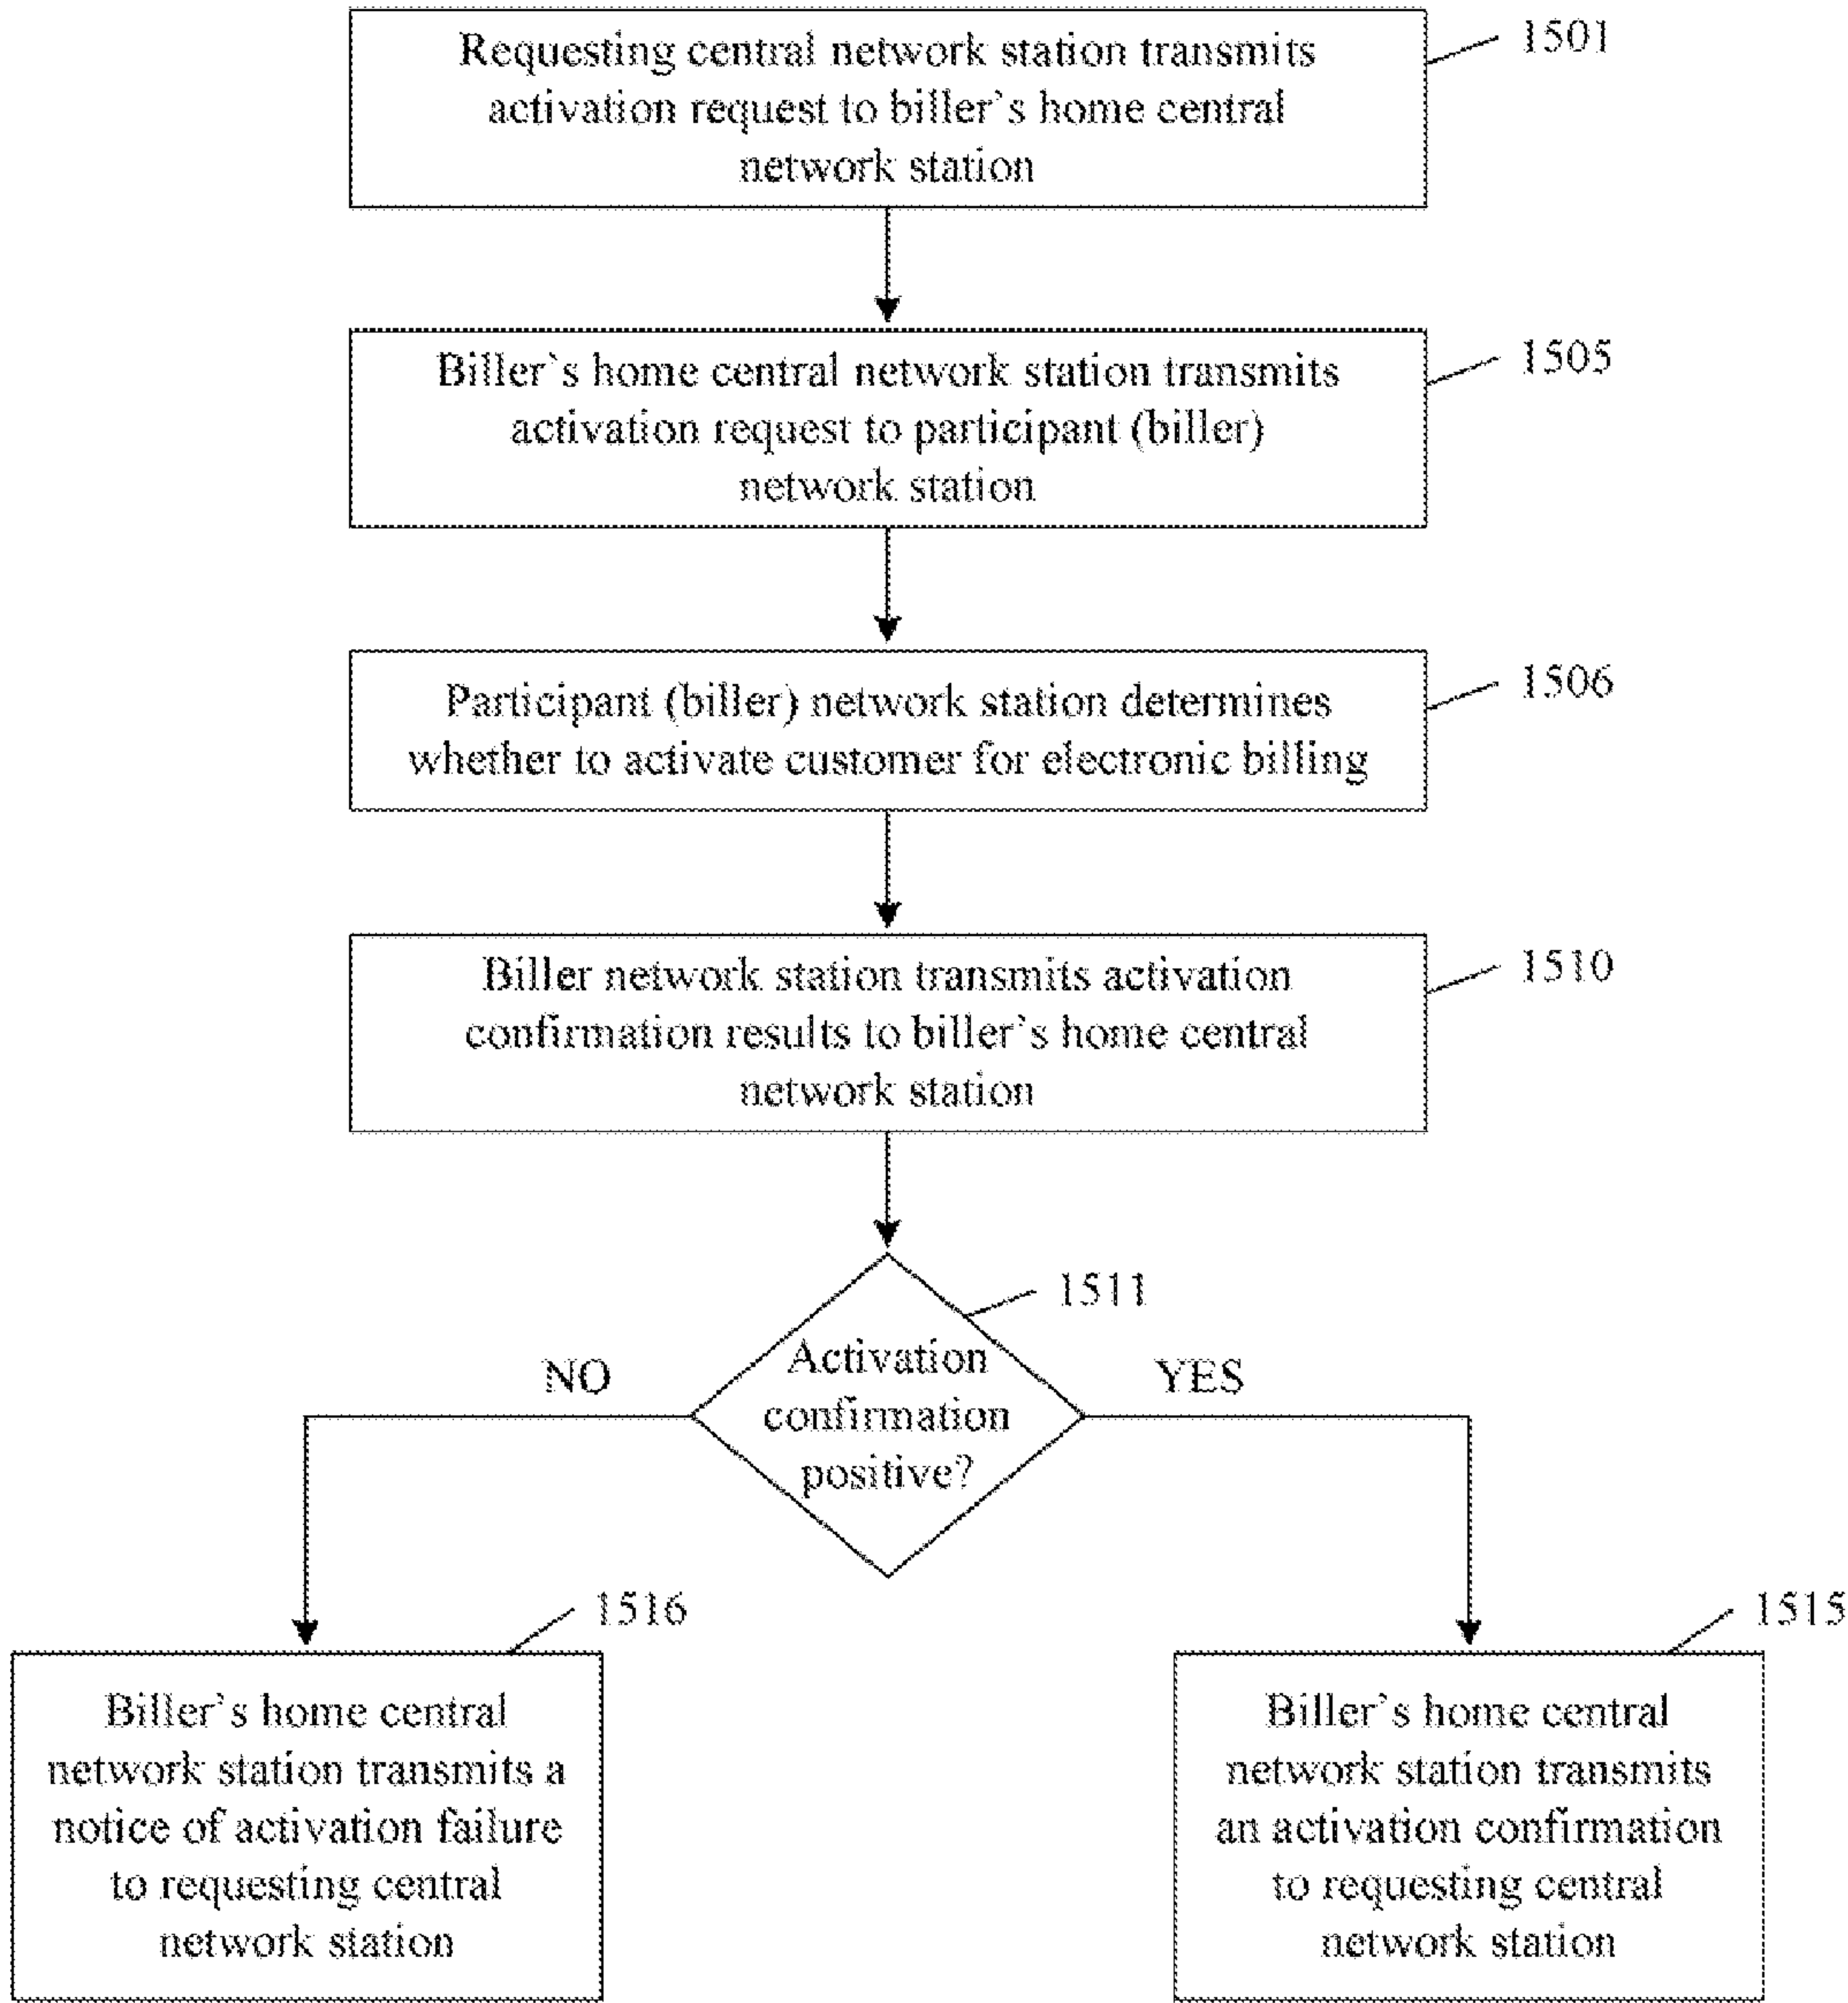 Requesting central network station transmits
activation request to biller's home central
network station
1501
Biller`s home central network station transmits
activation request to participant (biller)
network station
1505
Participant (biller) network station determines
whether to activate customer for electronic billing
1506
Biller network station transmits activation
confirmation results to biller's home central
network station
1510
1511
Activation
confirmation
positive?
NO
YES
1516
Biller's home central
network station transmits a
notice of activation failure
to requesting central
network station
1515
Biller's home central
network station transmits
an activation confirmation
to requesting central
network station